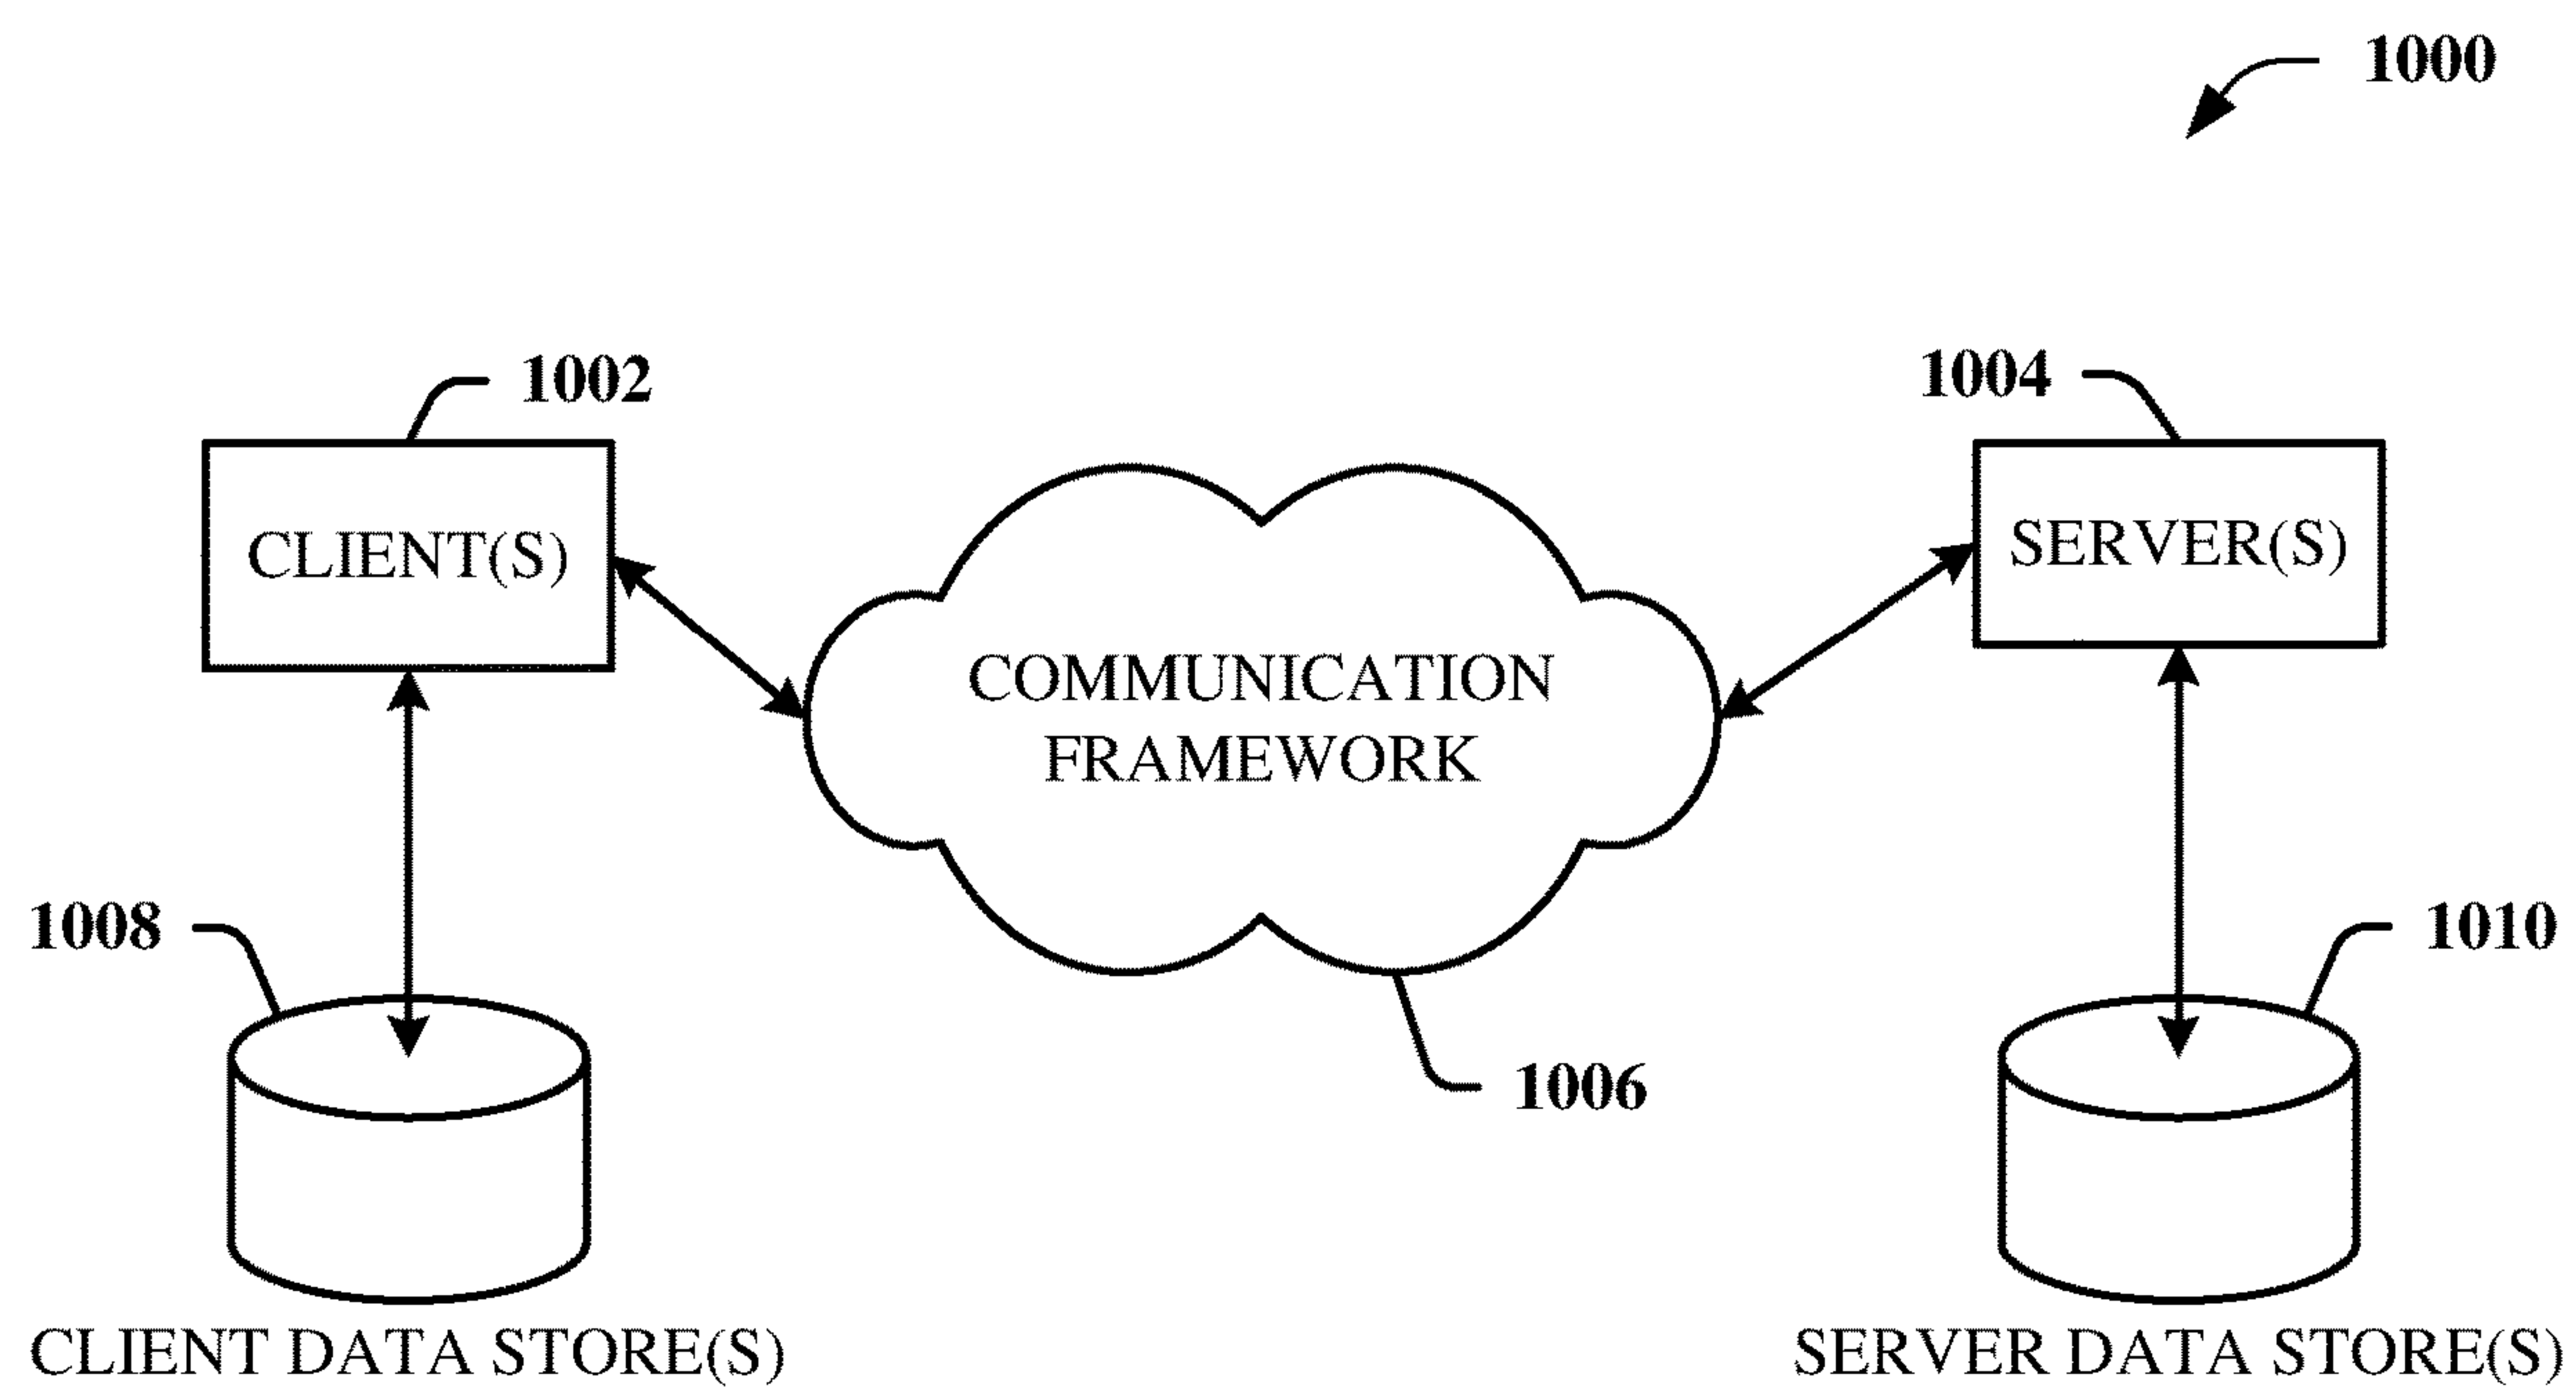 1000
1002
1004
CLIENT(S)
SERVER(S)
COMMUNICATION
FRAMEWORK
1008
1010
1006
CLIENT DATA STORE(S)
SERVER DATA STORE(S)